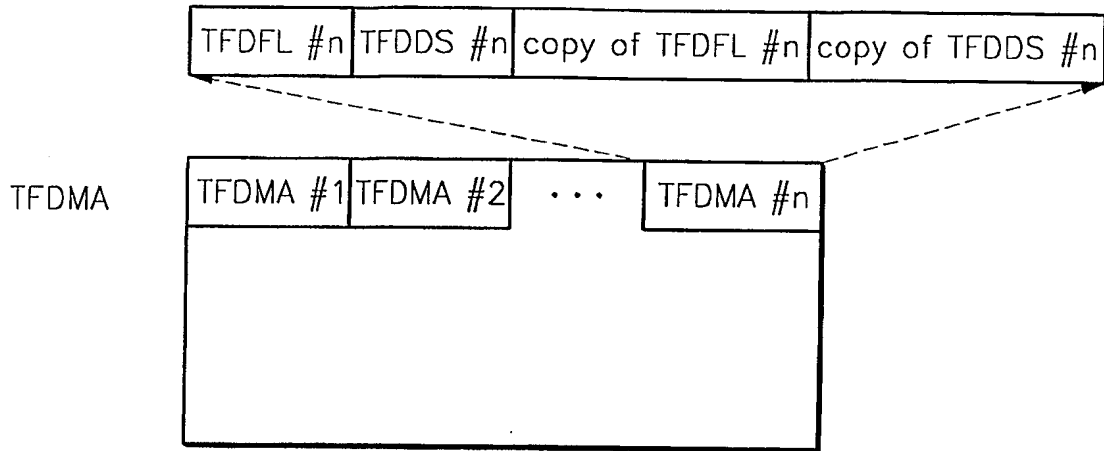 TFDFL #n TFDDS #n copy of TFDFL #n copy of TFDDS #n
TFDMA TFDMA #1 TFDMA #2 ... TFDMA #n